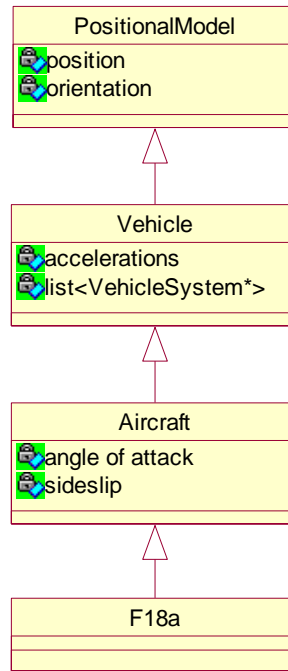 PositionalModel
position
orientation
Vehicle
accelerations
list<VehicleSystem*>
Aircraft
angle of attack
sideslip
F18a